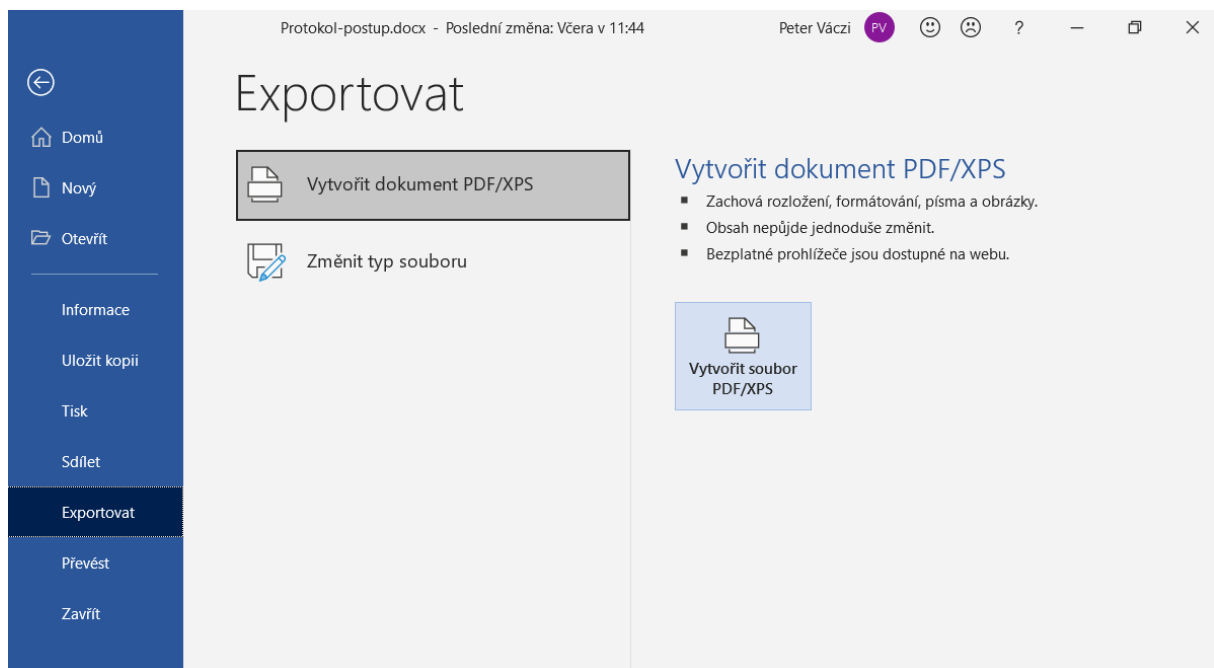 Protokol-postup.docx - Poslední změna: Včera v 11:44
Peter Váczi
PV
?
Exportovat
Domů
Nový
Otevřít
Informace
Uložit kopii
Tisk
Sdílet
Exportovat
Převést
Zavřít
Vytvořit dokument PDF/XPS
Změnit typ souboru
Vytvořit dokument PDF/XPS
Zachová rozložení, formátování, písma a obrázky.
Obsah nepůjde jednoduše změnit.
Bezplatné prohlížeče jsou dostupné na webu.
Vytvořit soubor
PDF/XPS